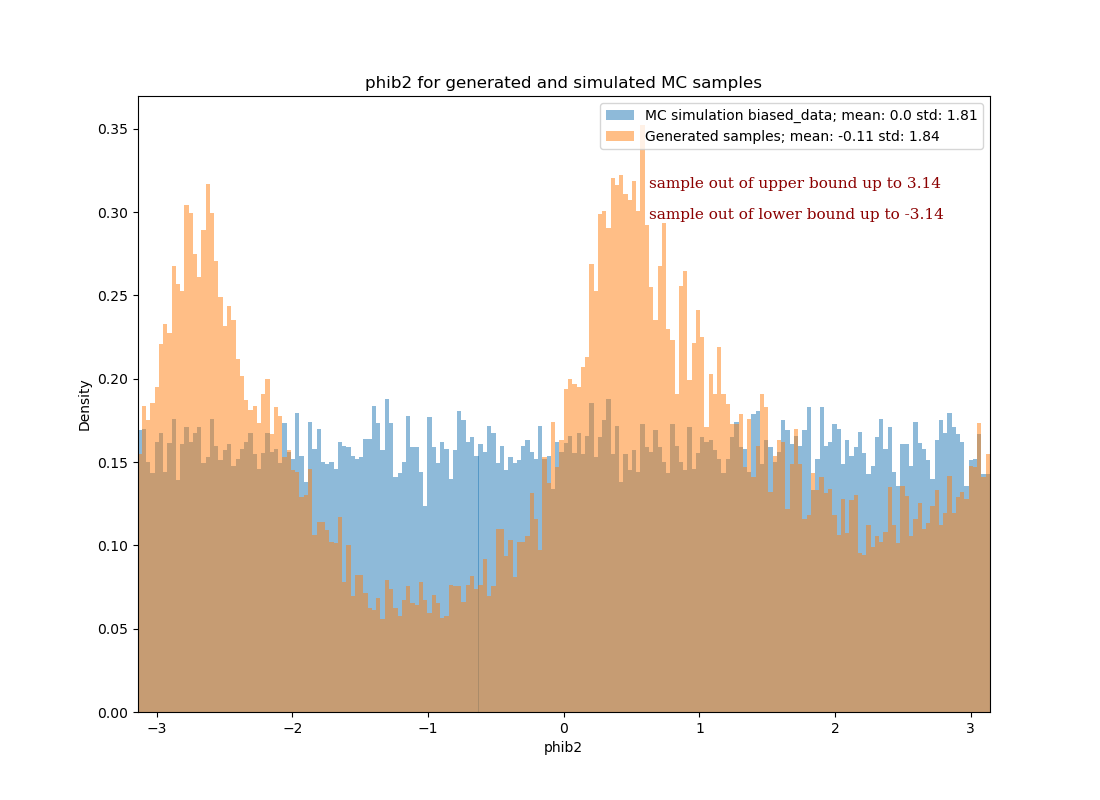 phib2 for generated and simulated MC samples
MC simulation biased_data; mean: 0.0 std: 1.81
Generated samples; mean: -0.11 std: 1.84
sample out of upper bound up to 3.14
sample out of lower bound up to -3.14
Density
0.35
0.30
0.25
0.20
0.15
0.10
0.05
0.00
−3 −2 −1 0 1 2 3
phib2